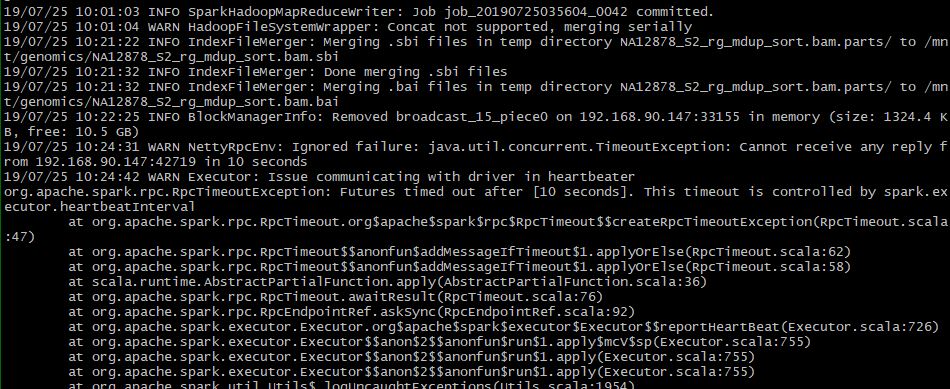 19/07/25 10:01:03 INFO SparkHadoopMapReduceWriter: Job job_20190725035604_0042 committed.
19/07/25 10:01:04 WARN HadoopFileSystemWrapper: Concat not supported, merging serially
19/07/25 10:21:22 INFO IndexFileMerger: Merging .sbi files in temp directory NA12878_S2_rg_mdup_sort.bam.parts/ to /mn
t/genomics/NA12878_S2_rg_mdup_sort.bam.sbi
19/07/25 10:21:32 INFO IndexFileMerger: Done merging .sbi files
19/07/25 10:21:32 INFO IndexFileMerger: Merging .bai files in temp directory NA12878_S2_rg_mdup_sort.bam.parts/ to /mn
t/genomics/NA12878_S2_rg_mdup_sort.bam.bai
19/07/25 10:22:25 INFO BlockManagerInfo: Removed broadcast_15_piece0 on 192.168.90.147:33155 in memory (size: 1324.4 K
B, free: 10.5 GB)
19/07/25 10:24:31 WARN NettyRpcEnv: Ignored failure: java.util.concurrent.TimeoutException: Cannot receive any reply f
rom 192.168.90.147:42719 in 10 seconds
19/07/25 10:24:42 WARN Executor: Issue communicating with driver in heartbeater
org.apache.spark.rpc.RpcTimeoutException: Futures timed out after [10 seconds]. This timeout is controlled by spark.ex
ecutor.heartbeatInterval
at org.apache.spark.rpc.RpcTimeout.org$apache$spark$rpc$RpcTimeout$$createRpcTimeoutException(RpcTimeout.scala
:47)
at org.apache.spark.rpc.RpcTimeout$$anonfun$addMessageIfTimeout$1.applyOrElse(RpcTimeout.scala:62)
at org.apache.spark.rpc.RpcTimeout$$anonfun$addMessageIfTimeout$1.applyOrElse(RpcTimeout.scala:58)
at scala.runtime.AbstractPartialFunction.apply(AbstractPartialFunction.scala:36)
at org.apache.spark.rpc.RpcTimeout.awaitResult(RpcTimeout.scala:76)
at org.apache.spark.rpc.RpcEndpointRef.askSync(RpcEndpointRef.scala:92)
at org.apache.spark.executor.Executor.org$apache$spark$executor$Executor$$reportHeartBeat(Executor.scala:726)
at org.apache.spark.executor.Executor$$anon$2$$anonfun$run$1.apply$mcV$sp(Executor.scala:755)
at org.apache.spark.executor.Executor$$anon$2$$anonfun$run$1.apply(Executor.scala:755)
at org.apache.spark.executor.Executor$$anon$2$$anonfun$run$1.apply(Executor.scala:755)
at org.apache.spark.util.Utils$.logUncaughtExceptions(Utils.scala:1954)